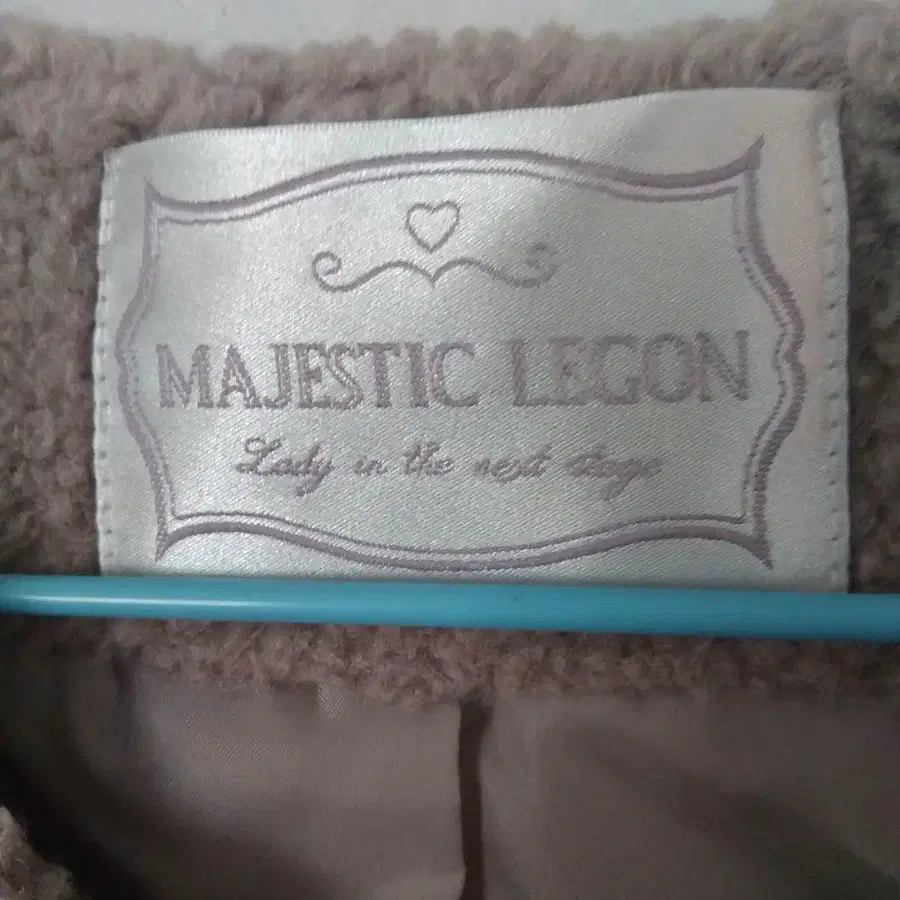 MAJESTIC LEGON
Lady in the next stage